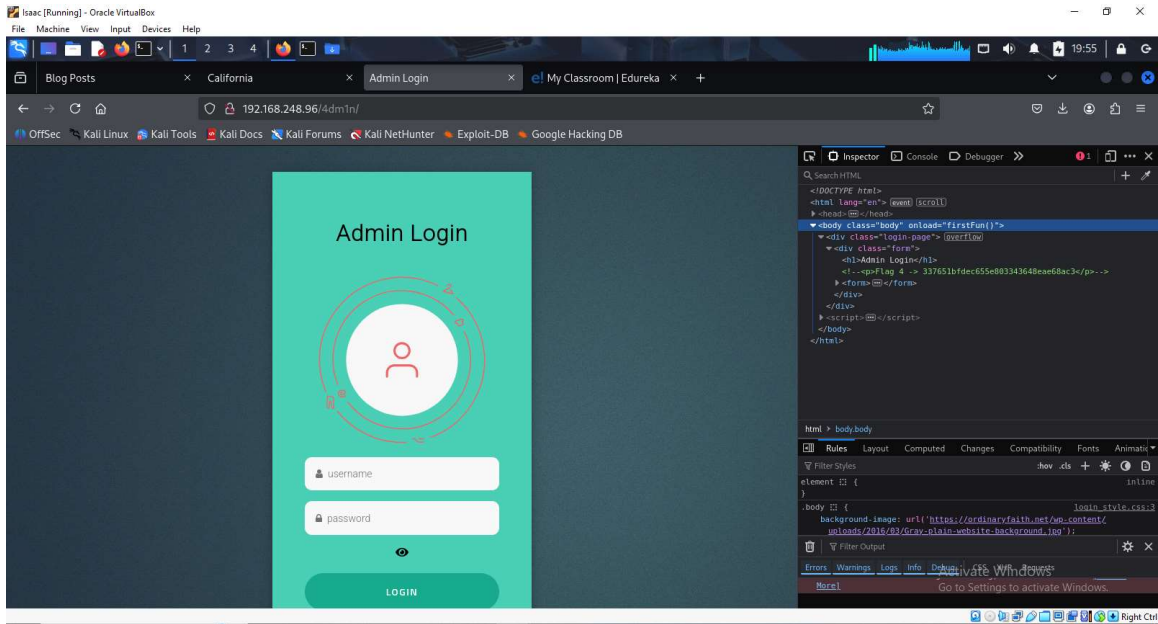 Isaac [Running] - Oracle VirtualBox
File Machine View Input Devices Help
1 2 3 4 19:55
Blog Posts × California × Admin Login × e! My Classroom | Edureka × +
192.168.248.96/4dm1n/
OffSec Kali Linux Kali Tools Kali Docs Kali Forums Kali NetHunter Exploit-DB Google Hacking DB
Admin Login
username
password
LOGIN
Inspector Console Debugger 1
Search HTML
<!DOCTYPE html>
<html lang="en"> event scroll
<head> </head>
<body class="body" onload="firstFun()">
<div class="login-page"> overflow
<div class="form">
<h1>Admin Login</h1>
<!--<p>Flag 4 -> 337651bfdec655e803343648eae68ac3</p>-->
<form> </form>
</div>
</div>
<script> </script>
</body>
</html>
html > body.body
Rules Layout Computed Changes Compatibility Fonts
Filter Styles :hov .cls +
element { inline
}
.body { login_style.css:3
background-image: url('https://ordinaryfaith.net/wp-content/
uploads/2016/03/Gray-plain-website-background.jpg');
Filter Output
Errors Warnings Logs Info Debug CSS XHR Requests
More]
Activate Windows
Go to Settings to activate Windows.
Right Ctrl